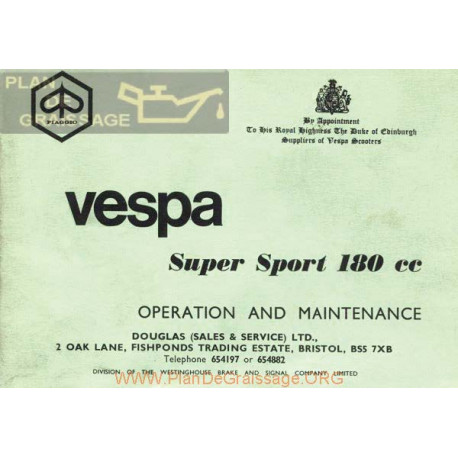 PLAN
DE
GRAISSAGE
PIAGGIO
By Appointment
To His Royal Highness The Duke of Edinburgh
Suppliers of Vespa Scooters
vespa
Super Sport 180 cc
OPERATION AND MAINTENANCE
DOUGLAS (SALES & SERVICE) LTD.,
2 OAK LANE, FISHPONDS TRADING ESTATE, BRISTOL, BS5 7XB
Telephone 654197 or 654882
DIVISION OF THE WESTINGHOUSE BRAKE AND SIGNAL COMPANY LIMITED
www.PlanDeGraissage.ORG